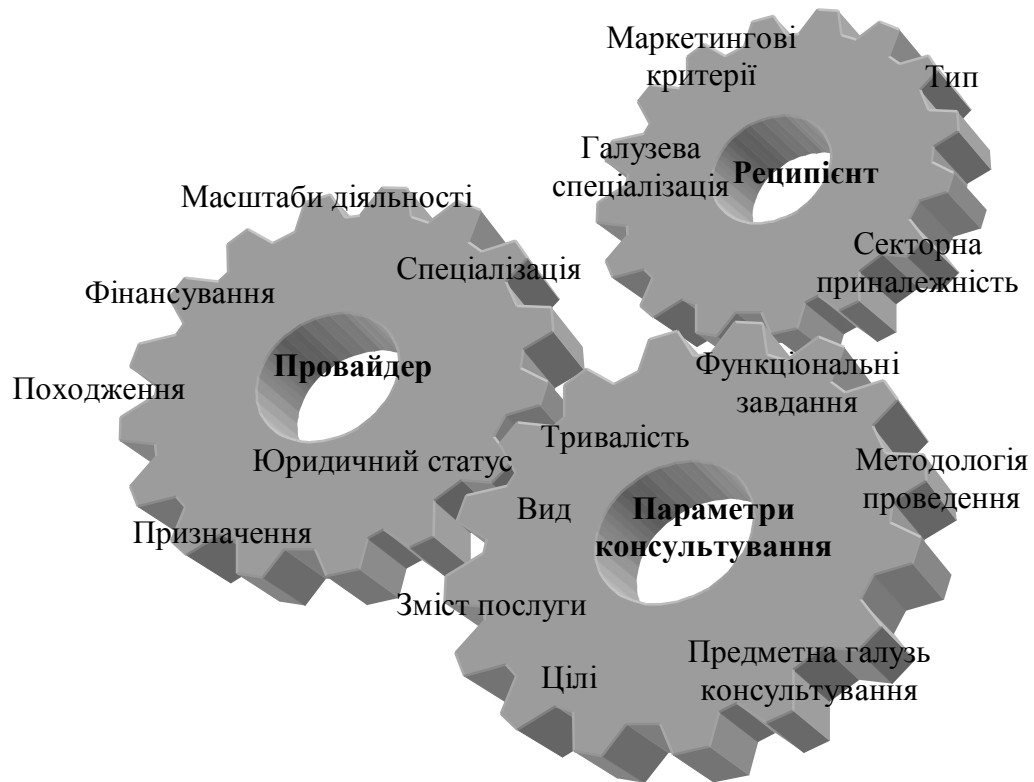 Маркетингові
критерії
Тип
Галузева
спеціалізація
Реципієнт
Секторна
приналежність
Масштаби діяльності
Спеціалізація
Фінансування
Провайдер
Походження
Юридичний статус
Призначення
Функціональні
завдання
Тривалість
Методологія
проведення
Вид
Параметри
консультування
Зміст послуги
Цілі
Предметна галузь
консультування